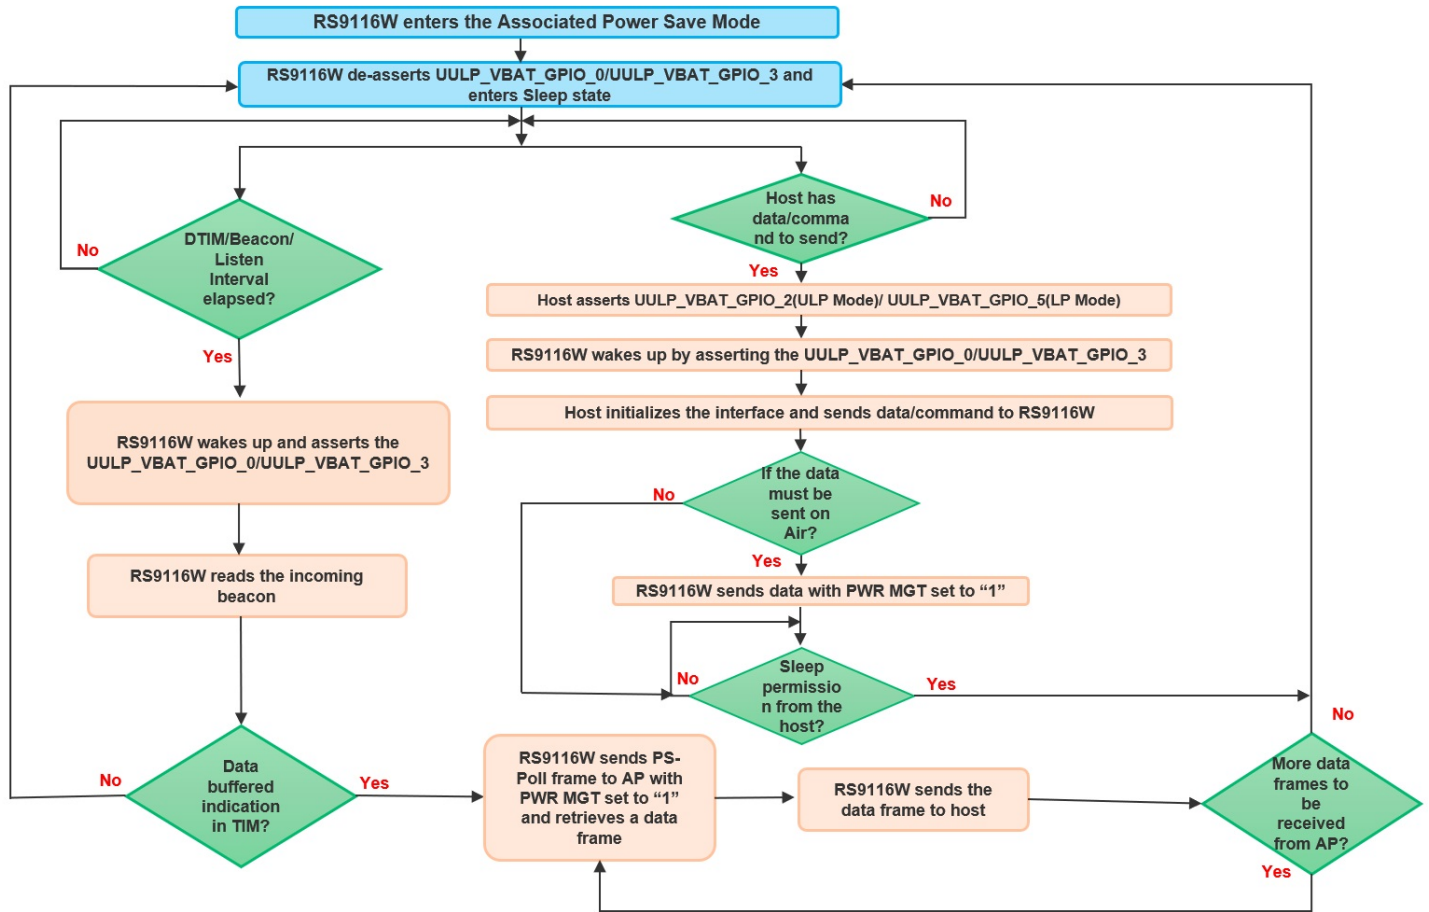 RS9116W enters the Associated Power Save Mode
RS9116W de-asserts UULP_VBAT_GPIO_0/UULP_VBAT_GPIO_3 and
enters Sleep state
Host has
data/comma
nd to send?
No
DTIM/Beacon/
Listen
Interval
elapsed?
No
Yes
Yes
Host asserts UULP_VBAT_GPIO_2(ULP Mode)/ UULP_VBAT_GPIO_5(LP Mode)
RS9116W wakes up by asserting the UULP_VBAT_GPIO_0/UULP_VBAT_GPIO_3
Host initializes the interface and sends data/command to RS9116W
RS9116W wakes up and asserts the
UULP_VBAT_GPIO_0/UULP_VBAT_GPIO_3
If the data
must be
sent on
Air?
No
Yes
RS9116W reads the incoming
beacon
RS9116W sends data with PWR MGT set to “1”
Sleep
permissio
n from the
host?
No
Yes
No
Data
buffered
indication
in TIM?
No
Yes
RS9116W sends PS-
Poll frame to AP with
PWR MGT set to “1”
and retrieves a data
frame
RS9116W sends the
data frame to host
More data
frames to
be
received
from AP?
Yes